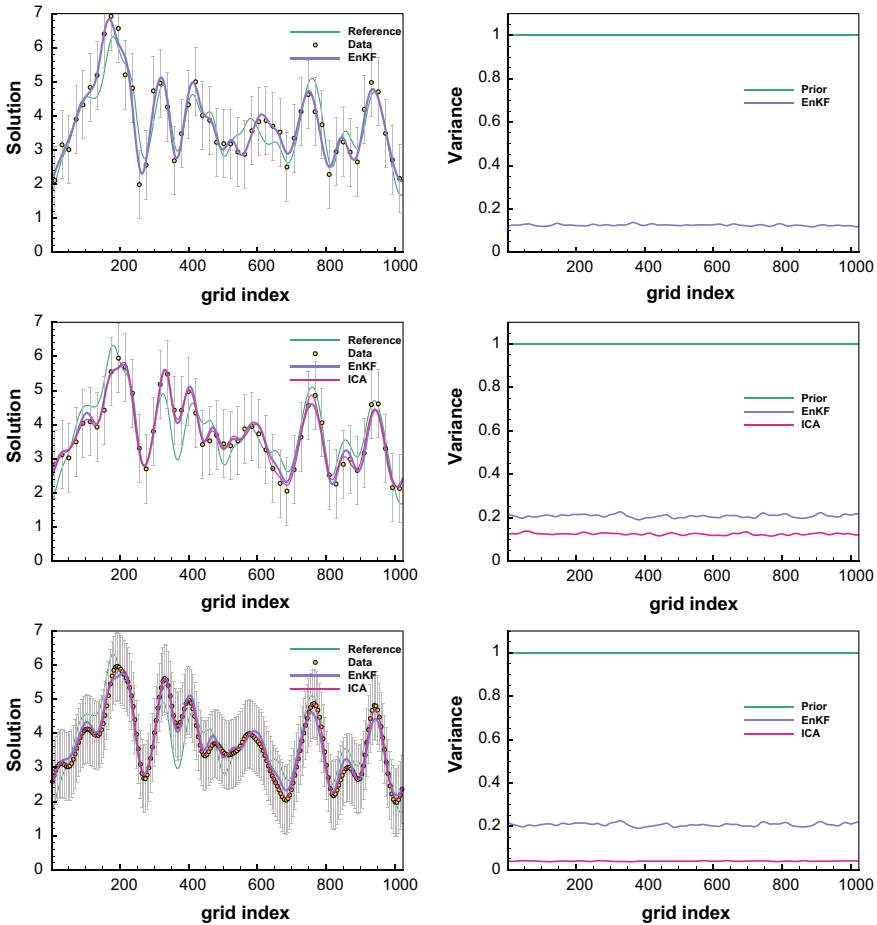 7
6
5
4
3
2
1
0
Solution
Reference
Data
EnKF
200
400
600
800
1000
grid index
1
0.8
0.6
0.4
0.2
0
Variance
Prior
EnKF
200
400
600
800
1000
grid index
7
6
5
4
3
2
1
0
Solution
Reference
Data
EnKF
ICA
200
400
600
800
1000
grid index
1
0.8
0.6
0.4
0.2
0
Variance
Prior
EnKF
ICA
200
400
600
800
1000
grid index
7
6
5
4
3
2
1
0
Solution
Reference
Data
EnKF
ICA
200
400
600
800
1000
grid index
1
0.8
0.6
0.4
0.2
0
Variance
Prior
EnKF
ICA
200
400
600
800
1000
grid index